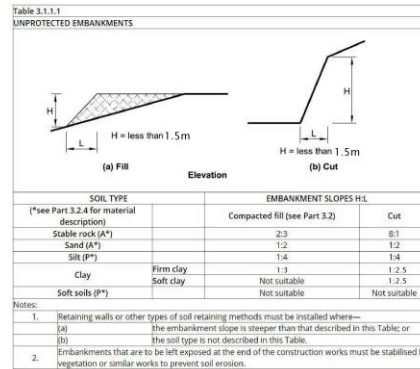 Table 3.1.1.1
UNPROTECTED EMBANKMENTS
H
L
H = less than 1.5m
(a) Fill
H
L
H = less than 1.5m
(b) Cut
Elevation
SOIL TYPE
EMBANKMENT SLOPES H:L
(*see Part 3.2.4 for material description)
Compacted fill (see Part 3.2)
Cut
Stable rock (A*)
2:3
8:1
Sand (A*)
1:2
1:2
Silt (P*)
1:4
1:4
Clay
Firm clay
1:3
1:2.5
Soft clay
Not suitable
1:2.5
Soft soils (P*)
Not suitable
Not suitable
Notes:
1. Retaining walls or other types of soil retaining methods must be installed where—
(a) the embankment slope is steeper than that described in this Table; or
(b) the soil type is not described in this Table.
2. Embankments that are to be left exposed at the end of the construction works must be stabilised
vegetation or similar works to prevent soil erosion.